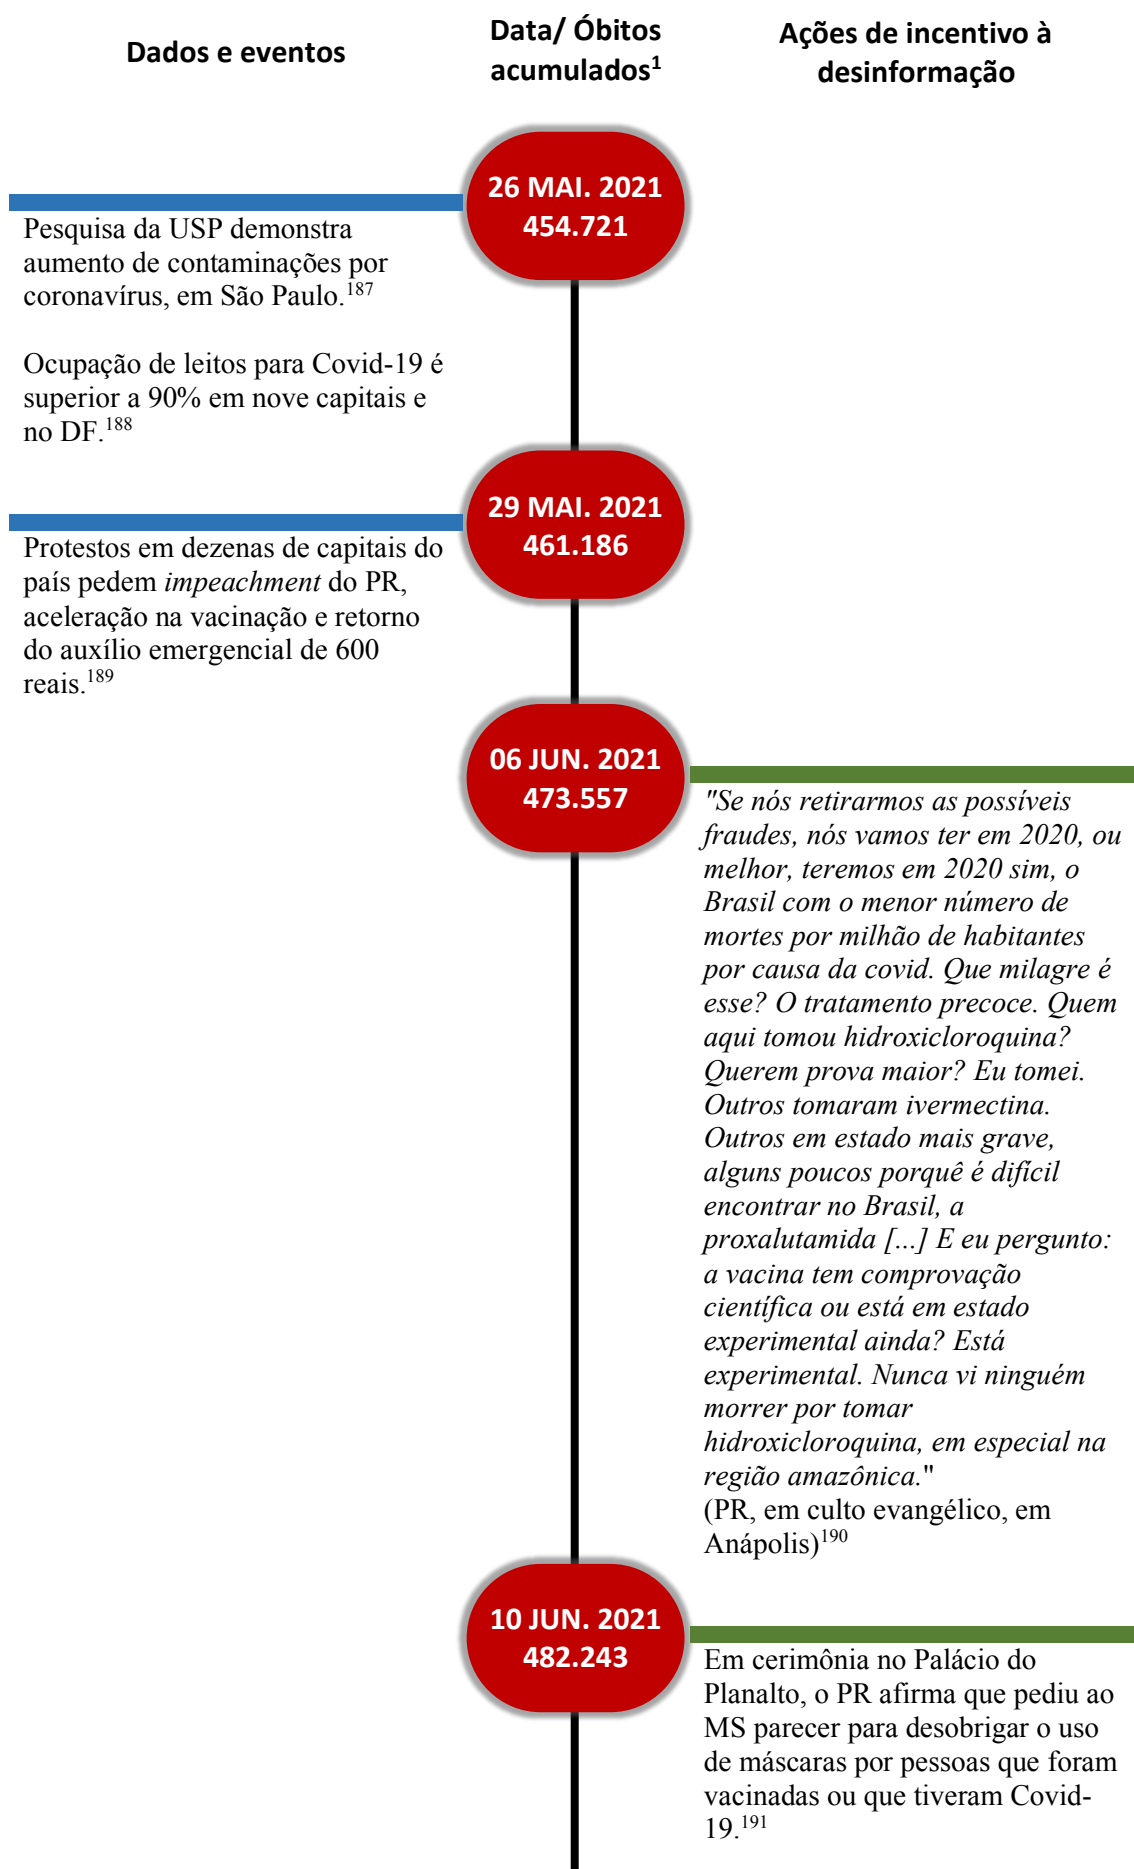 Dados e eventos
Data/ Óbitos
acumulados¹
Ações de incentivo à
desinformação
26 MAI. 2021
454.721
Pesquisa da USP demonstra
aumento de contaminações por
coronavírus, em São Paulo.¹⁸⁷
Ocupação de leitos para Covid-19 é
superior a 90% em nove capitais e
no DF.¹⁸⁸
29 MAI. 2021
461.186
Protestos em dezenas de capitais do
país pedem impeachment do PR,
aceleração na vacinação e retorno
do auxílio emergencial de 600
reais.¹⁸⁹
06 JUN. 2021
473.557
"Se nós retirarmos as possíveis
fraudes, nós vamos ter em 2020, ou
melhor, teremos em 2020 sim, o
Brasil com o menor número de
mortes por milhão de habitantes
por causa da covid. Que milagre é
esse? O tratamento precoce. Quem
aqui tomou hidroxicloroquina?
Querem prova maior? Eu tomei.
Outros tomaram ivermectina.
Outros em estado mais grave,
alguns poucos porquê é difícil
encontrar no Brasil, a
proxalutamida [...] E eu pergunto:
a vacina tem comprovação
científica ou está em estado
experimental ainda? Está
experimental. Nunca vi ninguém
morrer por tomar
hidroxicloroquina, em especial na
região amazônica."
(PR, em culto evangélico, em
Anápolis)¹⁹⁰
10 JUN. 2021
482.243
Em cerimônia no Palácio do
Planalto, o PR afirma que pediu ao
MS parecer para desobrigar o uso
de máscaras por pessoas que foram
vacinadas ou que tiveram Covid-
19.¹⁹¹